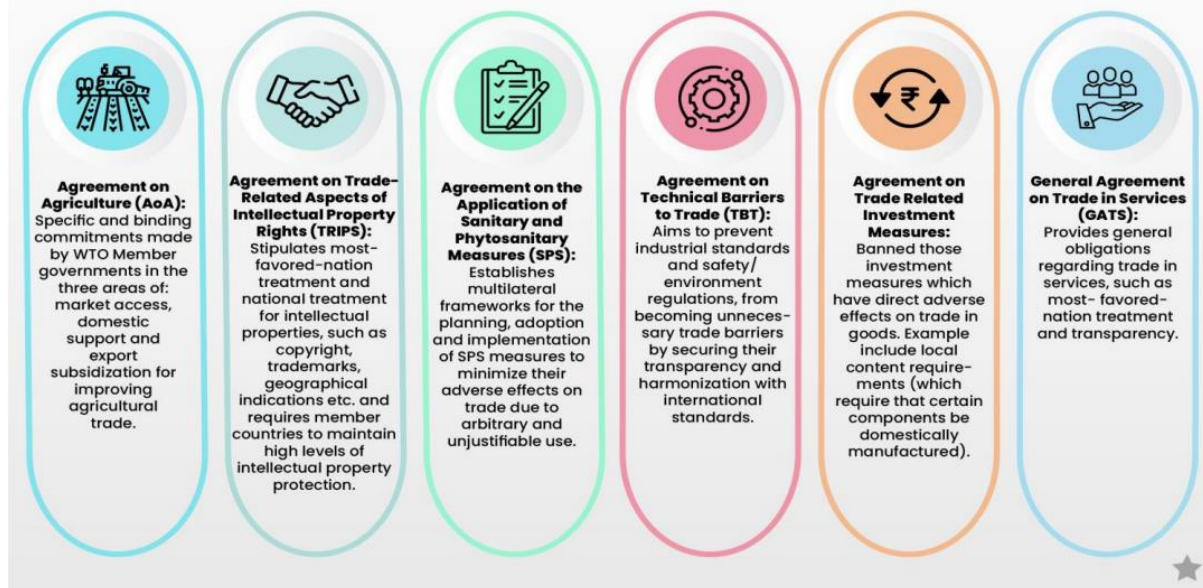 ₹
Agreement on
Agriculture (AoA):
Specific and binding
commitments made
by WTO Member
governments in the
three areas of:
market access,
domestic
support and
export
subsidization for
improving
agricultural
trade.
Agreement on Trade-
Related Aspects of
Intellectual Property
Rights (TRIPS):
Stipulates most-
favored-nation
treatment and
national treatment
for intellectual
properties, such as
copyright,
trademarks,
geographical
indications etc. and
requires member
countries to maintain
high levels of
intellectual property
protection.
Agreement on the
Application of
Sanitary and
Phytosanitary
Measures (SPS):
Establishes
multilateral
frameworks for the
planning, adoption
and implementation
of SPS measures to
minimize their
adverse effects on
trade due to
arbitrary and
unjustifiable use.
Agreement on
Technical Barriers
to Trade (TBT):
Aims to prevent
industrial standards
and safety/
environment
regulations, from
becoming unneces-
sary trade barriers
by securing their
transparency and
harmonization with
international
standards.
Agreement on
Trade Related
Investment
Measures:
Banned those
investment
measures which
have direct adverse
effects on trade in
goods. Example
include local
content require-
ments (which
require that certain
components be
domestically
manufactured).
General Agreement
on Trade in Services
(GATS):
Provides general
obligations
regarding trade in
services, such as
most- favored-
nation treatment
and transparency.